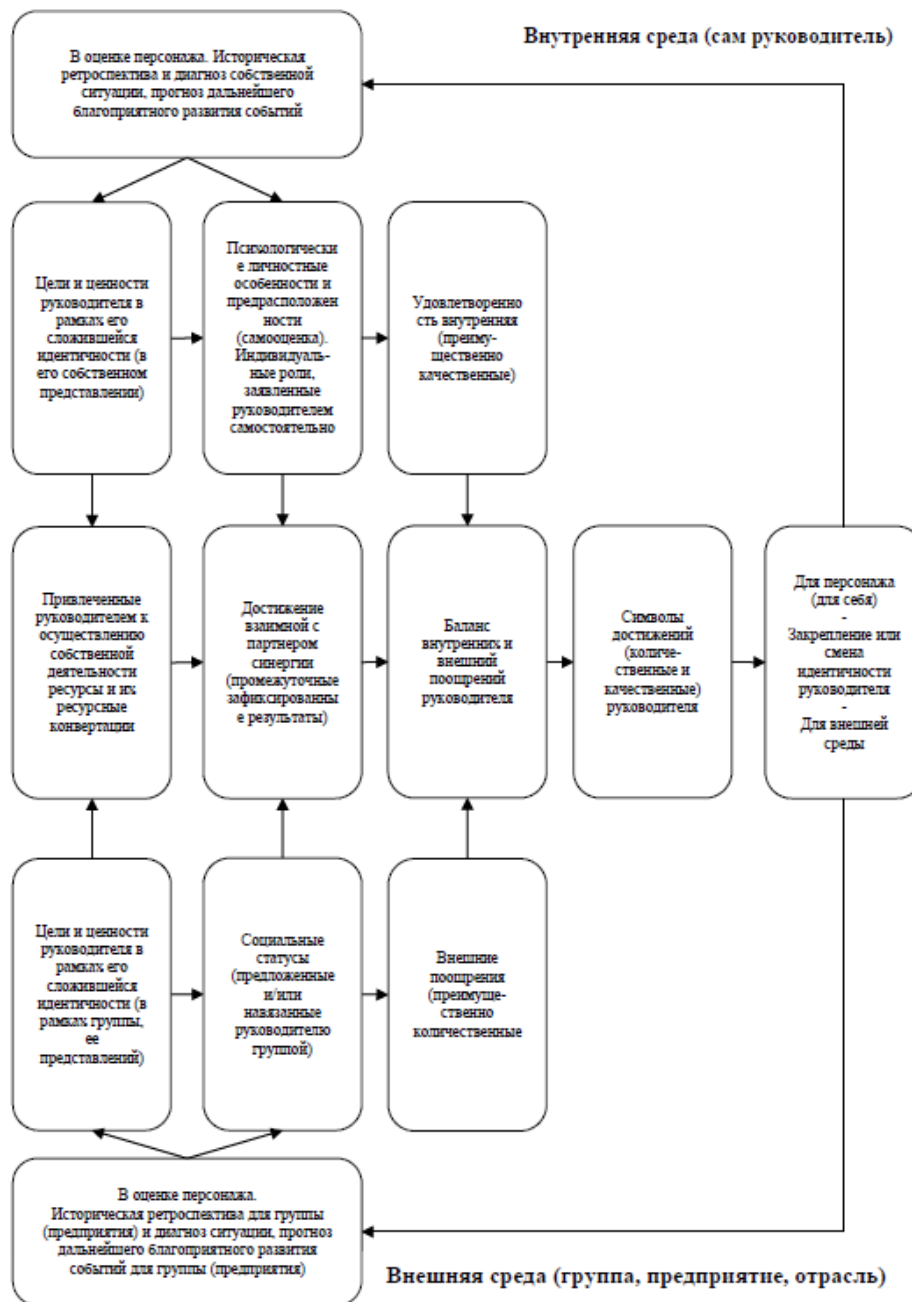 Внутренняя среда (сам руководитель)
В оценке персонажа. Историческая
ретроспектива и диагноз собственной
ситуации, прогноз дальнейшего
благоприятного развития событий
Цели и ценности
руководителя в
рамках его
сложившейся
идентичности (в
его собственном
представлении)
Психологически
е личностные
особенности и
предрасположен
ности
(самооценка).
Индивидуаль-
ные роли,
заявленные
руководителем
самостоятельно
Удовлетворенно
сть внутренняя
(преиму-
щественно
качественные)
Привлеченные
руководителем к
осуществлению
собственной
деятельности
ресурсы и их
ресурсные
конвертации
Достижение
взаимной с
партнером
синергии
(промежуточные
зафиксированны
е результаты)
Баланс
внутренних и
внешний
поощрений
руководителя
Символы
достижений
(количе-
ственные и
качественные)
руководителя
Для персонажа
(для себя)
-
Закрепление или
смена
идентичности
руководителя
-
Для внешней
среды
Цели и ценности
руководителя в
рамках его
сложившейся
идентичности (в
рамках группы,
ее
представлений)
Социальные
статусы
(предложенные
и/или
навязанные
руководителю
группой)
Внешние
поощрения
(преимуще-
ственно
количественные
В оценке персонажа.
Историческая ретроспектива для группы
(предприятия) и диагноз ситуации, прогноз
дальнейшего благоприятного развития
событий для группы (предприятия)
Внешняя среда (группа, предприятие, отрасль)